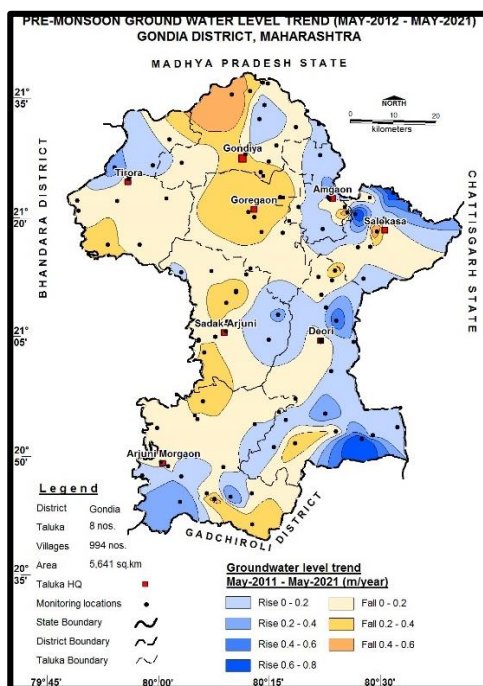 PRE-MONSOON GROUND WATER LEVEL TREND (MAY-2012 - MAY-2021)
GONDIA DISTRICT, MAHARASHTRA
MADHYA PRADESH STATE
21° 35'
NORTH
10 0 20
kilometers
Gondiya
Tirora
Amgaon
Goregaon
21° 20'
Salekasa
BHANDARA DISTRICT
CHATTISGARH STATE
Sadak-Arjuni
Deori
21° 05'
20° 50'
Arjuni Morgaon
GADCHIROLI DISTRICT
20° 35'
Legend
District Gondia
Taluka 8 nos.
Villages 994 nos.
Area 5,641 sq.km
Taluka HQ
Monitoring locations
State Boundary
District Boundary
Taluka Boundary
Groundwater level trend
May-2011 - May-2021 (m/year)
Rise 0 - 0.2 Fall 0 - 0.2
Rise 0.2 - 0.4 Fall 0.2 - 0.4
Rise 0.4 - 0.6 Fall 0.4 - 0.6
Rise 0.6 - 0.8
79°45' 80°00' 80°15' 80°30'